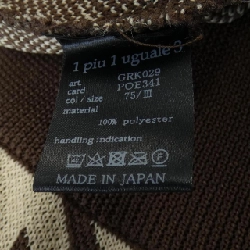 1 piu 1 uguale 3
art GRK029
card POE341
col / size 75/III
material
100% polyester
handling indication
MADE IN JAPAN